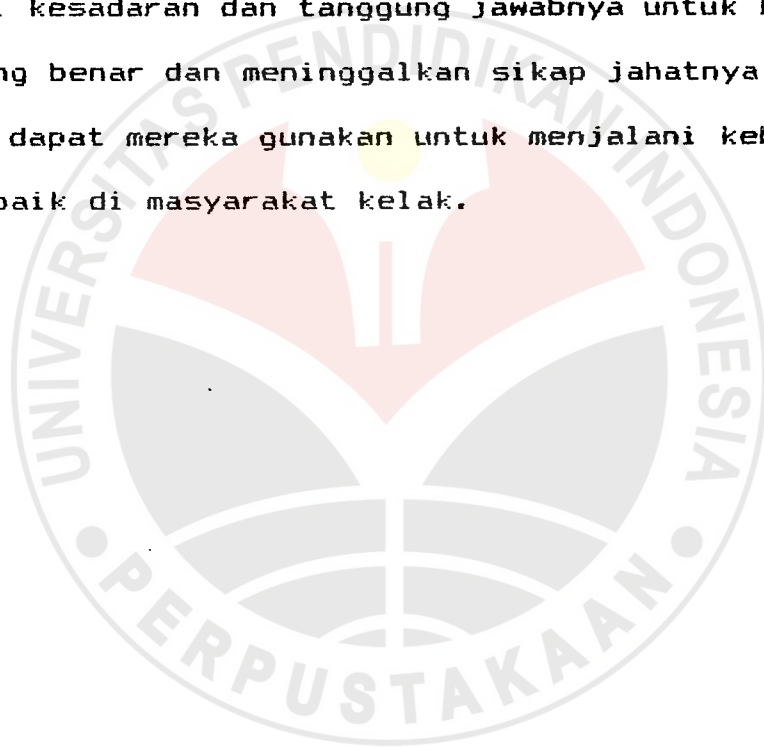 kesadaran dan tanggung jawabnya untuk
ng benar dan meninggalkan sikap jahatnya
dapat mereka gunakan untuk menjalani keh
baik di masyarakat kelak.
UNIVERSITAS PENDIDIKAN INDONESIA
PERPUSTAKAAN